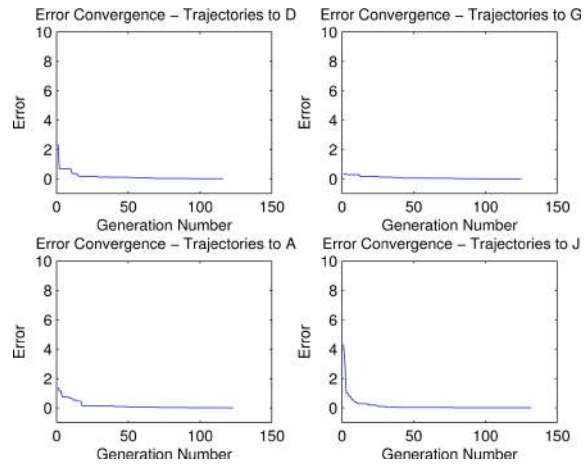 Error Convergence − Trajectories to D
10
8
6
4
2
0
Error
0 50 100 150
Generation Number
Error Convergence − Trajectories to G
10
8
6
4
2
0
Error
0 50 100 150
Generation Number
Error Convergence − Trajectories to A
10
8
6
4
2
0
Error
0 50 100 150
Generation Number
Error Convergence − Trajectories to J
10
8
6
4
2
0
Error
0 50 100 150
Generation Number